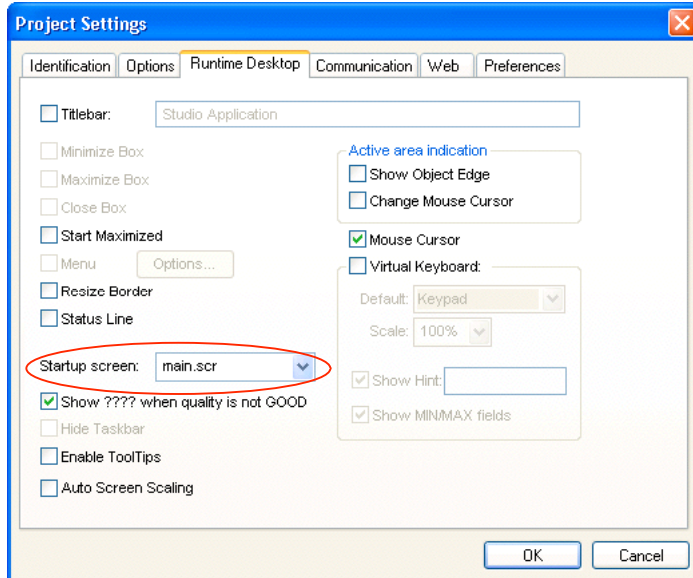 Project Settings
Identification
Options
Runtime Desktop
Communication
Web
Preferences
Titlebar:
Studio Application
Minimize Box
Maximize Box
Close Box
Start Maximized
Menu
Options...
Resize Border
Status Line
Startup screen:
main.scr
Show ???? when quality is not GOOD
Hide Taskbar
Enable ToolTips
Auto Screen Scaling
Active area indication
Show Object Edge
Change Mouse Cursor
Mouse Cursor
Virtual Keyboard:
Default:
Keypad
Scale:
100%
Show Hint:
Show MIN/MAX fields
OK
Cancel